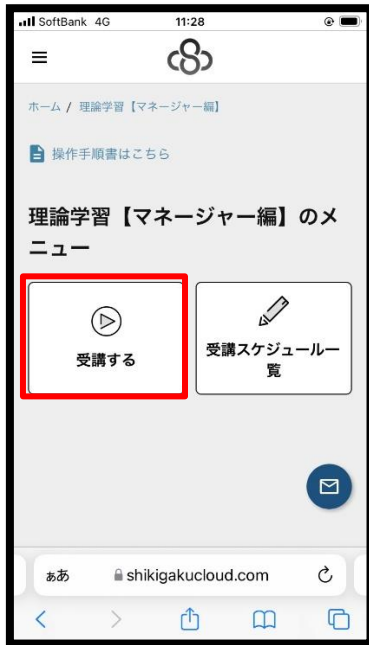 SoftBank 4G 11:28
ホーム / 理論学習【マネージャー編】
操作手順書はこちら
理論学習【マネージャー編】のメ
ニュー
受講する
受講スケジュール一
覧
ぁあ shikigakucloud.com